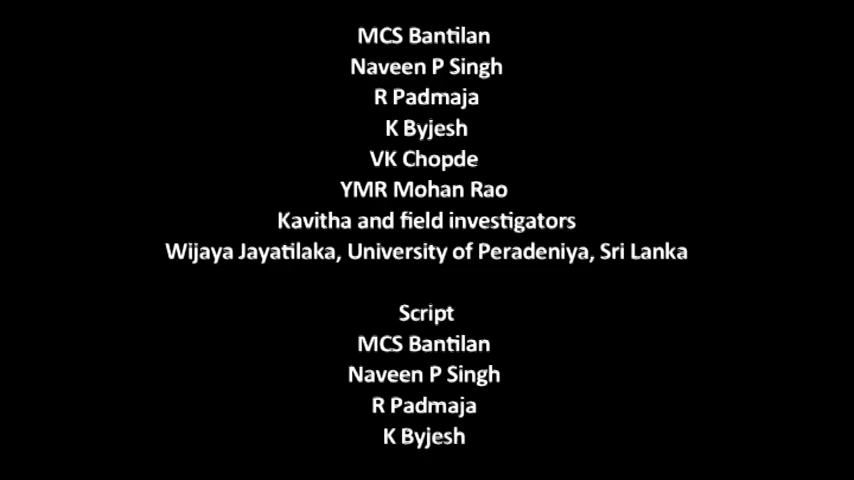 MCS Bantilan
Naveen P Singh
R Padmaja
K Byjesh
VK Chopde
YMR Mohan Rao
Kavitha and field investigators
Wijaya Jayatilaka, University of Peradeniya, Sri Lanka
Script
MCS Bantilan
Naveen P Singh
R Padmaja
K Byjesh